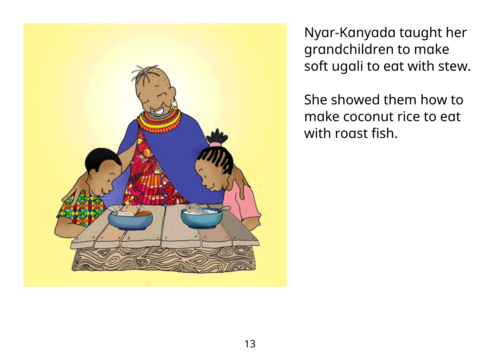 Nyar-Kanyada taught her
grandchildren to make
soft ugali to eat with stew.
She showed them how to
make coconut rice to eat
with roast fish.
13